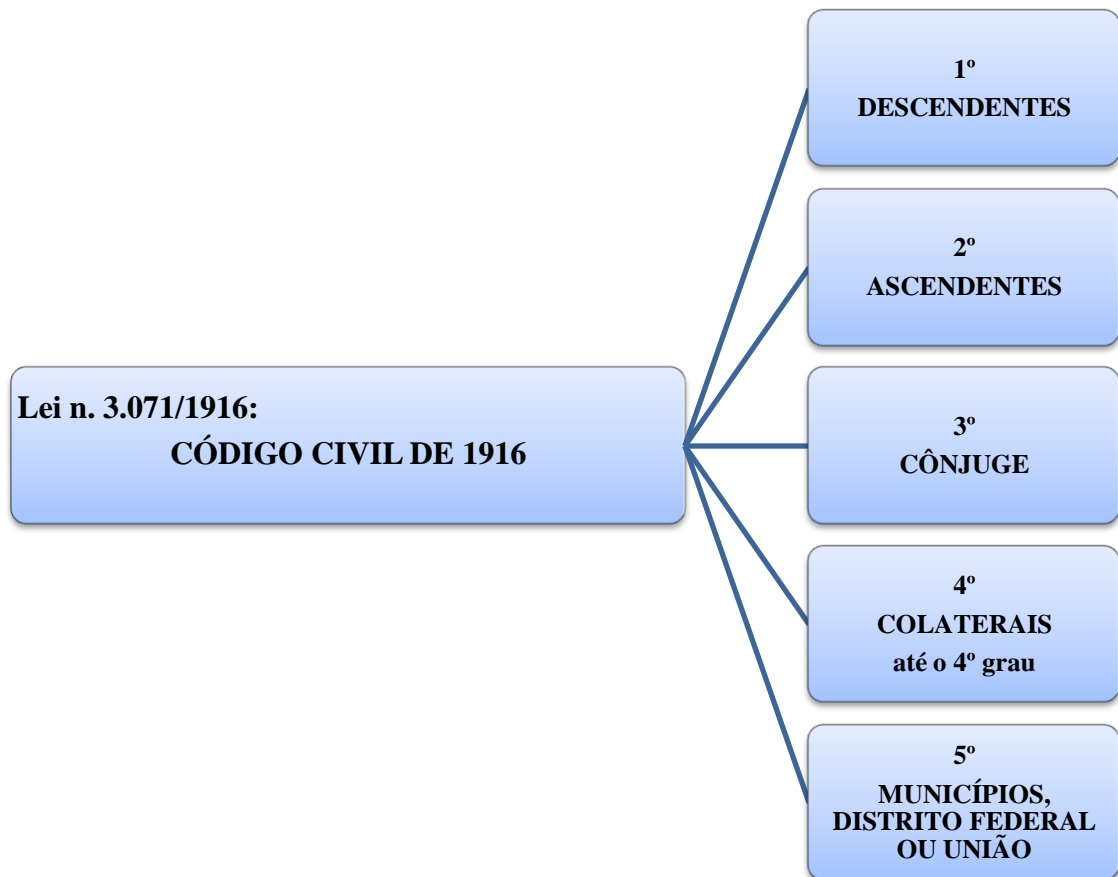 Lei n. 3.071/1916:
CÓDIGO CIVIL DE 1916
1º
DESCENDENTES
2º
ASCENDENTES
3º
CÔNJUGE
4º
COLATERAIS
até o 4º grau
5º
MUNICÍPIOS,
DISTRITO FEDERAL
OU UNIÃO